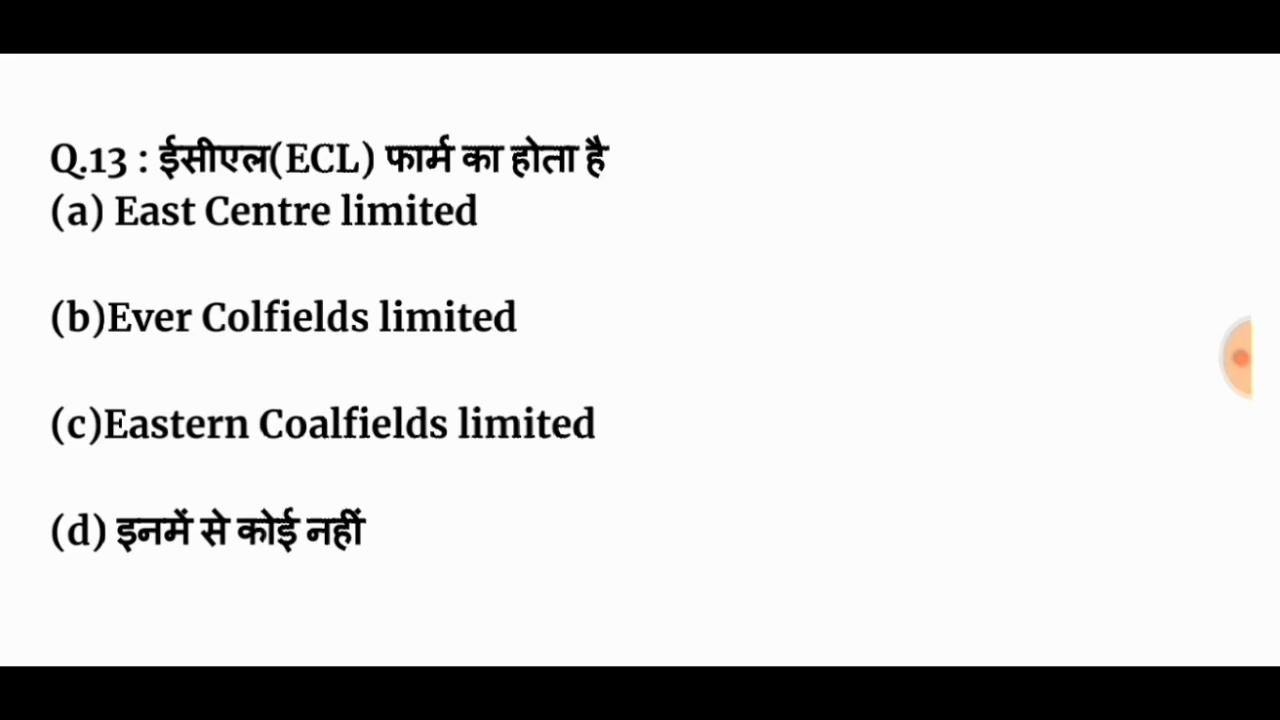 Q.13 : ईसीएल(ECL) फार्म का होता है
(a) East Centre limited
(b)Ever Colfields limited
(c)Eastern Coalfields limited
(d) इनमें से कोई नहीं